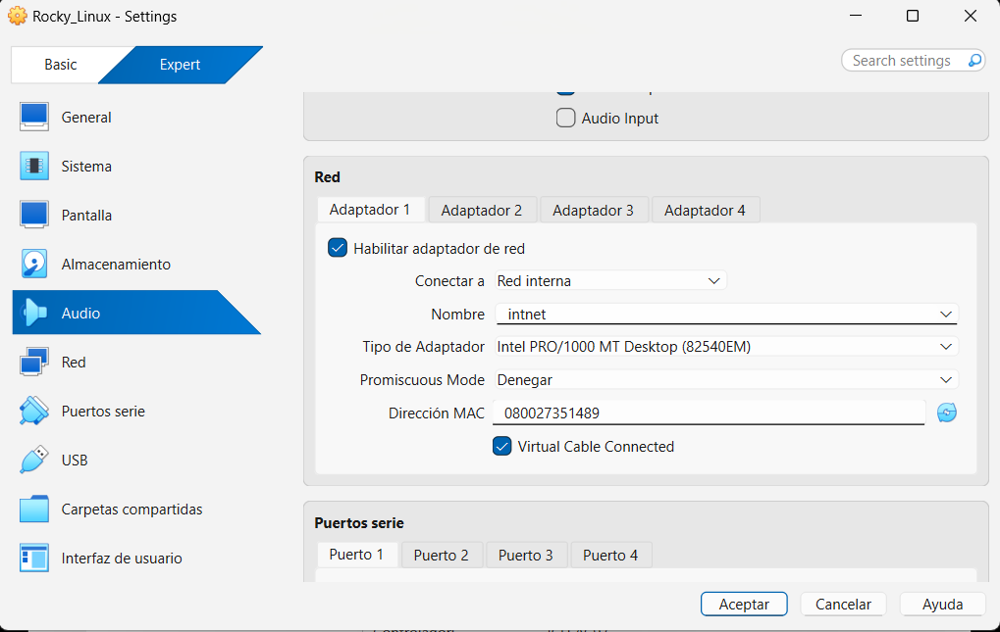 Rocky_Linux - Settings
Basic
Expert
Search settings
General
Sistema
Pantalla
Almacenamiento
Audio
Red
Puertos serie
USB
Carpetas compartidas
Interfaz de usuario
Audio Input
Red
Adaptador 1
Adaptador 2
Adaptador 3
Adaptador 4
Habilitar adaptador de red
Conectar a Red interna
Nombre intnet
Tipo de Adaptador Intel PRO/1000 MT Desktop (82540EM)
Promiscuous Mode Denegar
Dirección MAC 080027351489
Virtual Cable Connected
Puertos serie
Puerto 1
Puerto 2
Puerto 3
Puerto 4
Aceptar
Cancelar
Ayuda